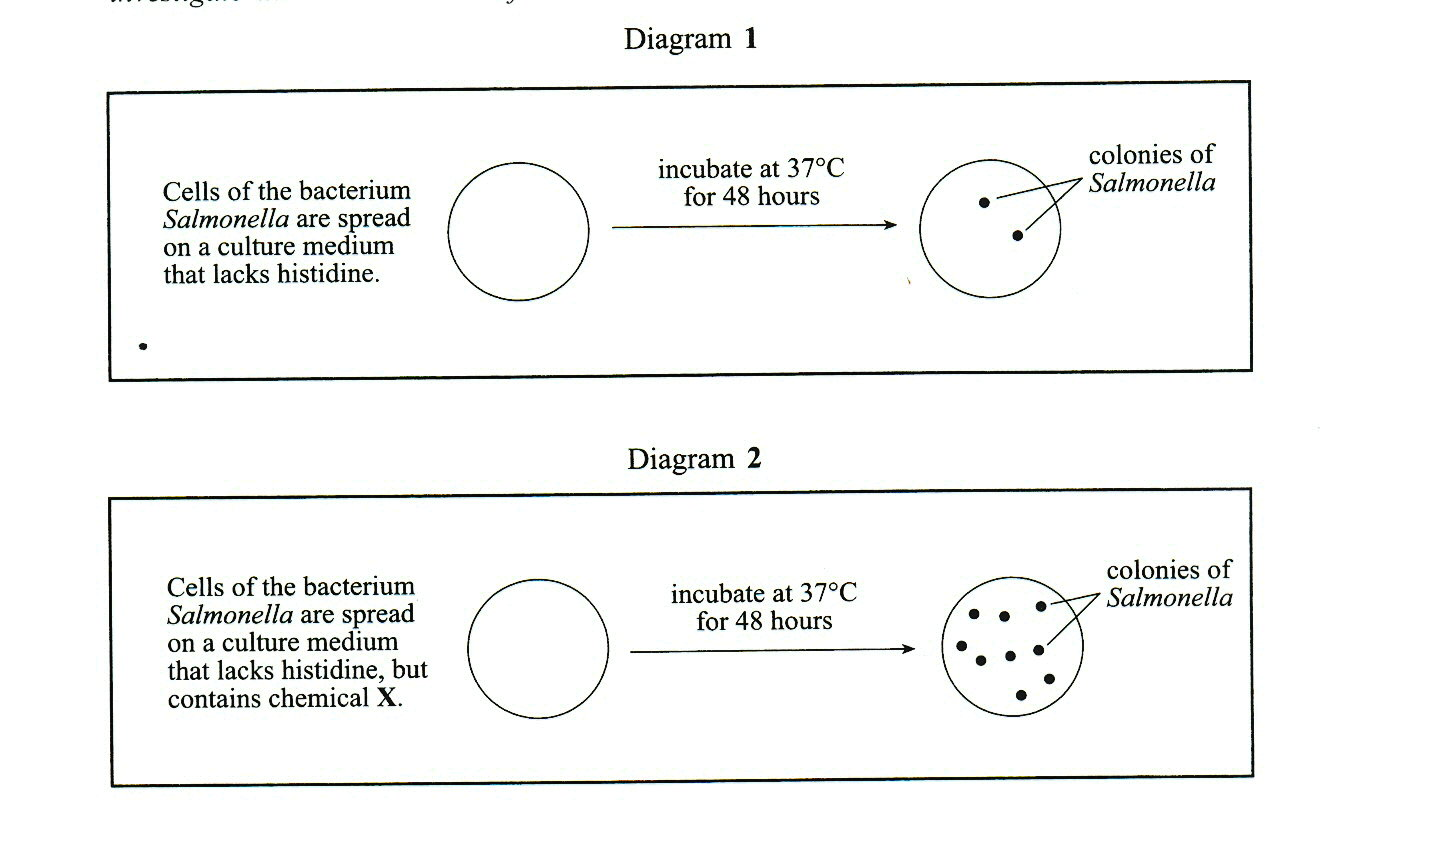 Diagram 1
Cells of the bacterium
Salmonella are spread
on a culture medium
that lacks histidine.
incubate at 37°C
for 48 hours
colonies of
Salmonella
Diagram 2
Cells of the bacterium
Salmonella are spread
on a culture medium
that lacks histidine, but
contains chemical X.
incubate at 37°C
for 48 hours
colonies of
Salmonella